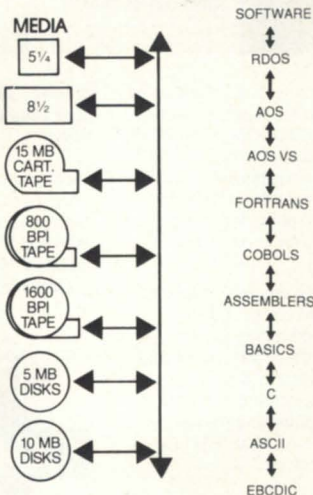 MEDIA
5¼
8½
15 MB
CART.
TAPE
800
BPI
TAPE
1600
BPI
TAPE
5 MB
DISKS
10 MB
DISKS
SOFTWARE
RDOS
AOS
AOS VS
FORTRANS
COBOLS
ASSEMBLERS
BASICS
C
ASCII
EBCDIC